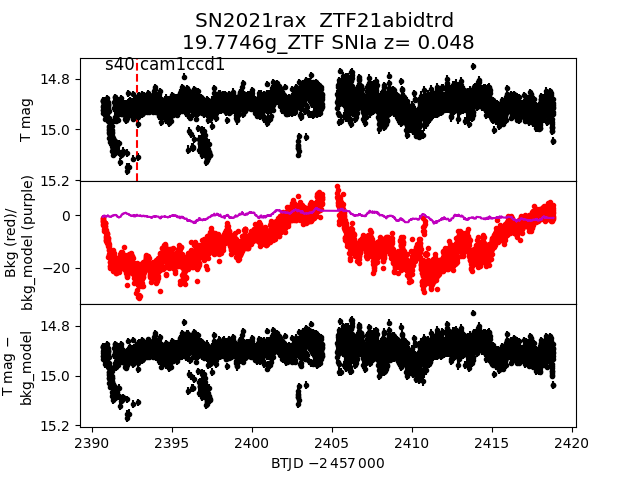 SN2021rax  ZTF21abidtrd
19.7746g_ZTF SNIa z= 0.048
s40 cam1ccd1
14.8
15.0
15.2
T mag
0
−20
Bkg (red)/
bkg_model (purple)
14.8
15.0
15.2
T mag −
bkg_model
2390
2395
2400
2405
2410
2415
2420
BTJD −2 457 000